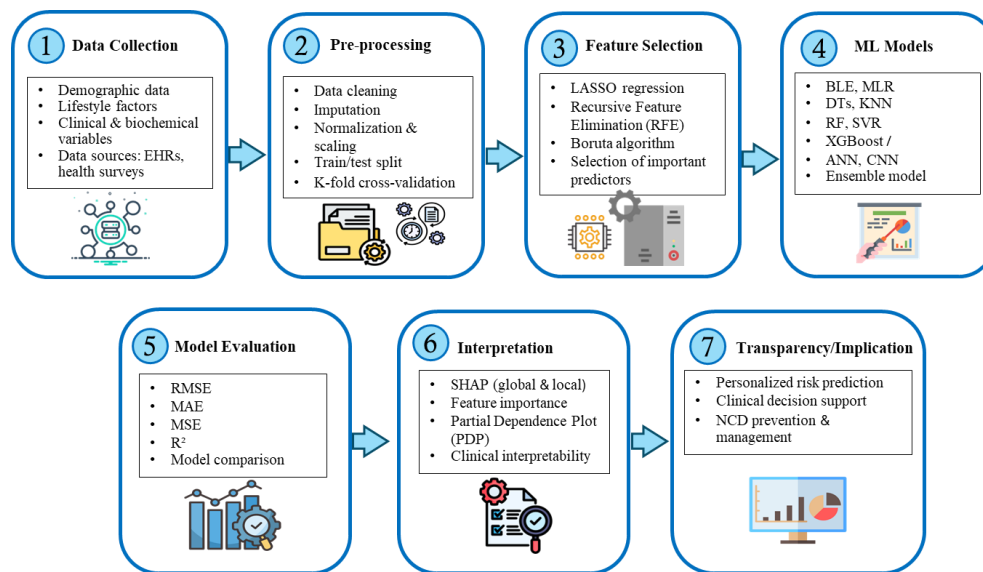 1 Data Collection
• Demographic data
• Lifestyle factors
• Clinical & biochemical
variables
• Data sources: EHRs,
health surveys
2 Pre-processing
• Data cleaning
• Imputation
• Normalization &
scaling
• Train/test split
• K-fold cross-validation
3 Feature Selection
• LASSO regression
• Recursive Feature
Elimination (RFE)
• Boruta algorithm
• Selection of important
predictors
4 ML Models
• BLE, MLR
• DTs, KNN
• RF, SVR
• XGBoost /
• ANN, CNN
• Ensemble model
5 Model Evaluation
• RMSE
• MAE
• MSE
• R²
• Model comparison
6 Interpretation
• SHAP (global & local)
• Feature importance
• Partial Dependence Plot
(PDP)
• Clinical interpretability
7 Transparency/Implication
• Personalized risk prediction
• Clinical decision support
• NCD prevention &
management